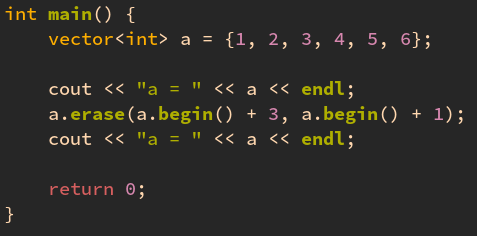 int main() {
    vector<int> a = {1, 2, 3, 4, 5, 6};
    cout << "a = " << a << endl;
    a.erase(a.begin() + 3, a.begin() + 1);
    cout << "a = " << a << endl;
    return 0;
}